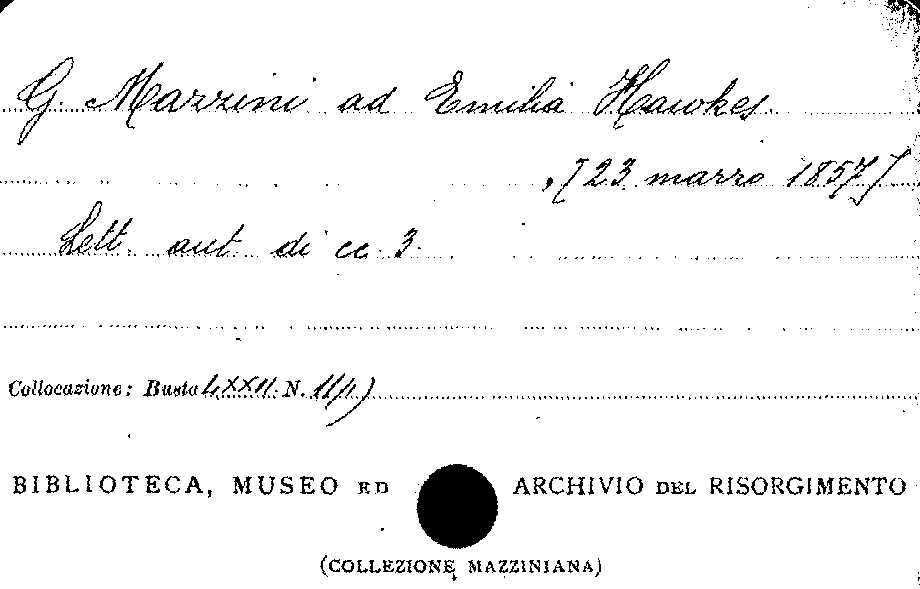 G. Mazzini ad Emilia Hawkes.
, [23 marzo 1857]
Lett. aut. di cc. 3.
Collocazione: Busta LXXII N. 11/1)
BIBLIOTECA, MUSEO ED ARCHIVIO DEL RISORGIMENTO
(COLLEZIONE MAZZINIANA)